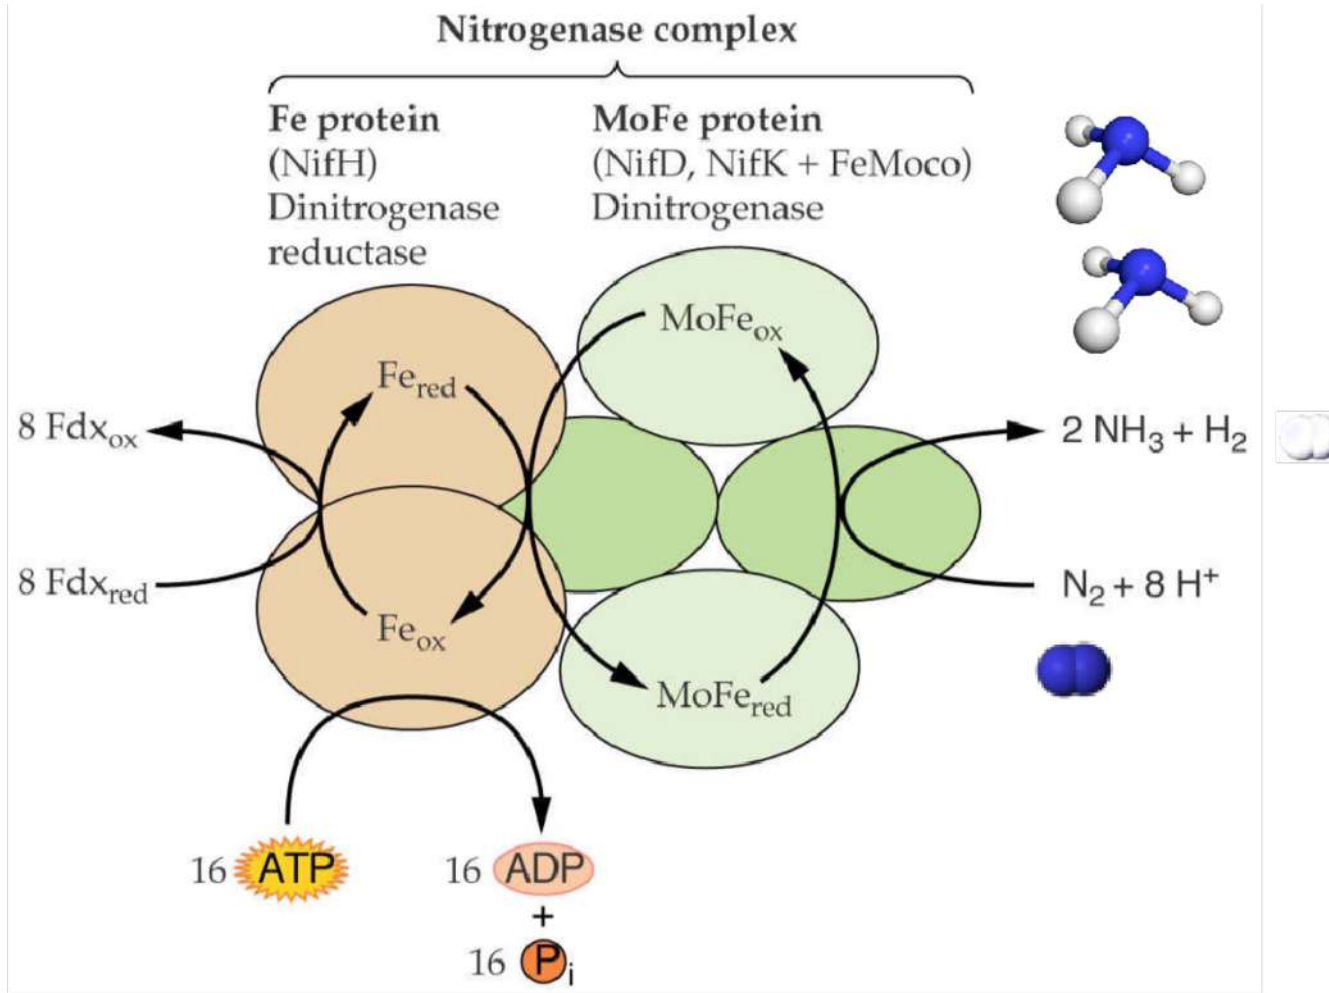 Nitrogenase complex
Fe protein
(NifH)
Dinitrogenase
reductase
MoFe protein
(NifD, NifK + FeMoco)
Dinitrogenase
MoFeox
Fered
8 Fdxox
2 NH3 + H2
8 Fdxred
N2 + 8 H+
Feox
MoFered
16 ATP
16 ADP
+
16 Pi